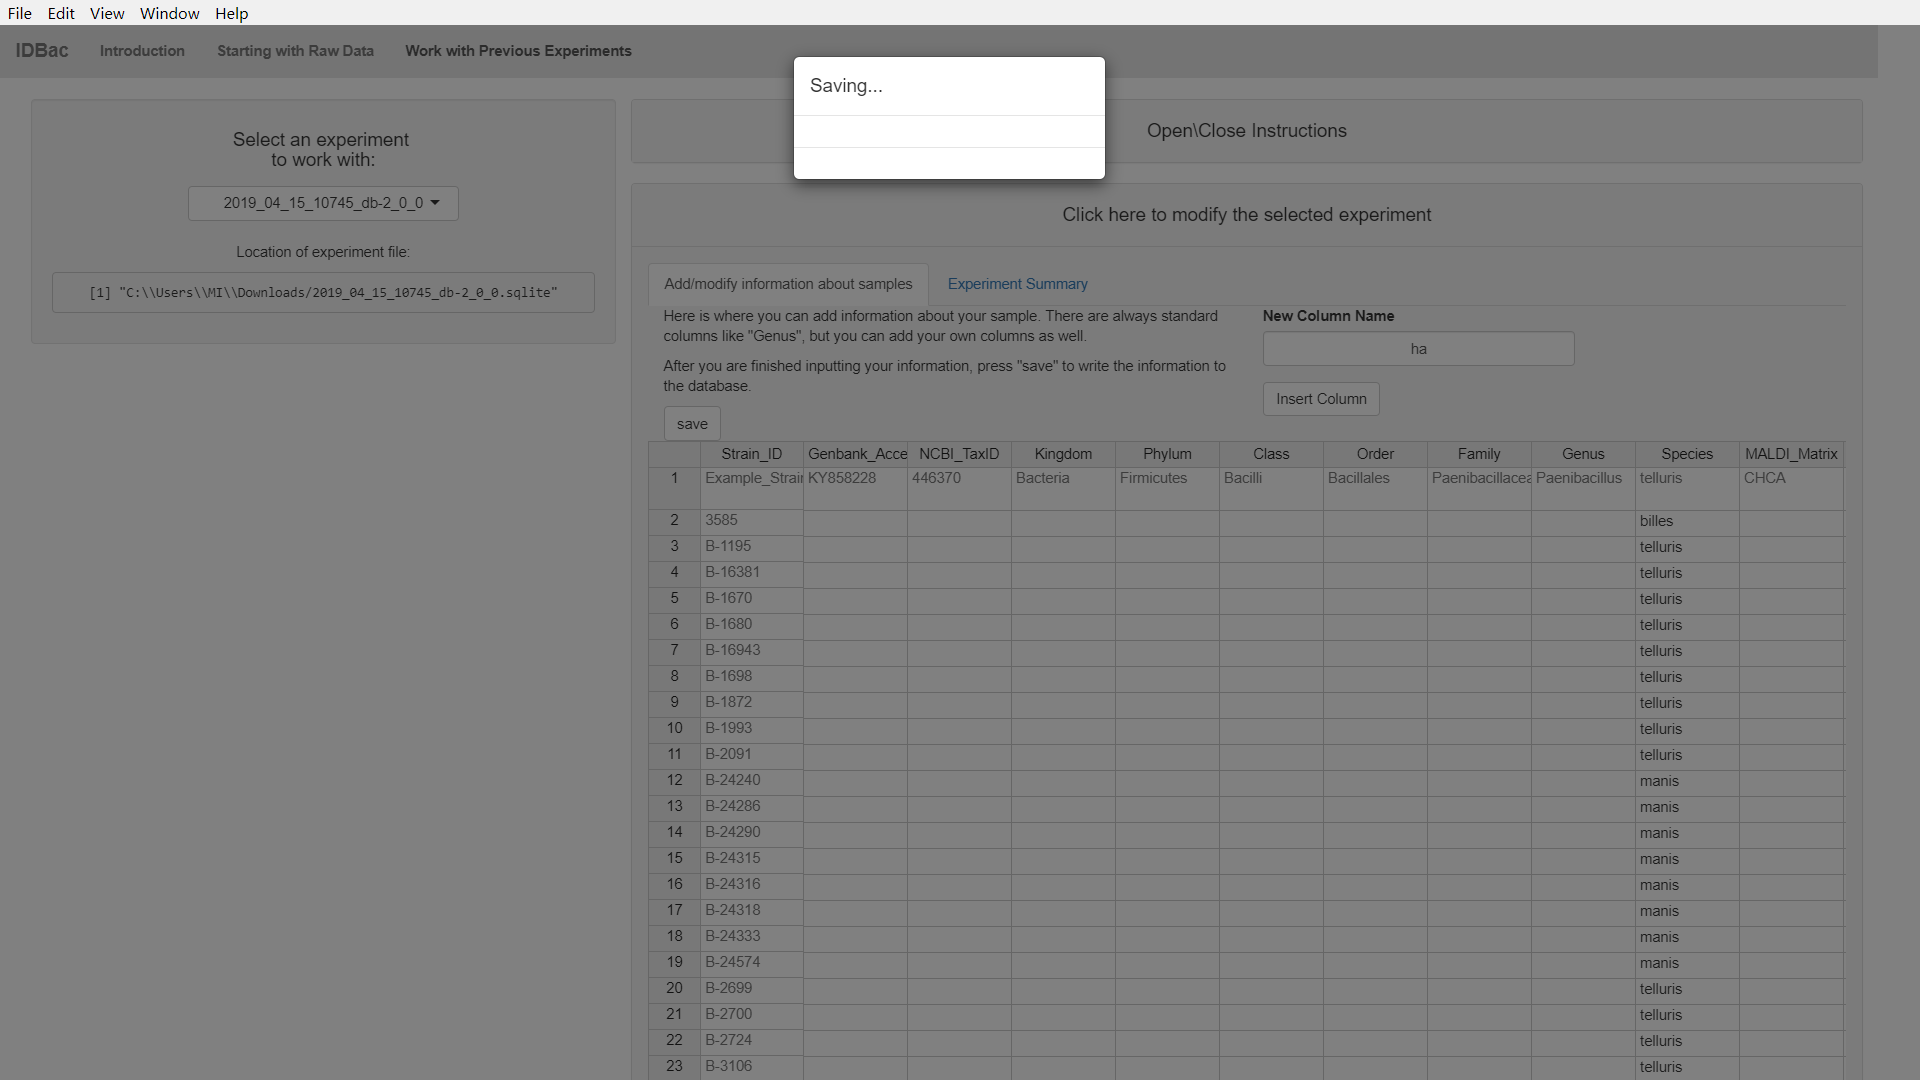 File Edit View Window Help
IDBac Introduction Starting with Raw Data Work with Previous Experiments
Saving...
Select an experiment
to work with:
2019_04_15_10745_db-2_0_0
Location of experiment file:
[1] "C:\\Users\\MI\\Downloads/2019_04_15_10745_db-2_0_0.sqlite"
Open\Close Instructions
Click here to modify the selected experiment
Add/modify information about samples Experiment Summary
Here is where you can add information about your sample. There are always standard
columns like "Genus", but you can add your own columns as well.
After you are finished inputting your information, press "save" to write the information to
the database.
save
New Column Name
ha
Insert Column
Strain_ID Genbank_Acce NCBI_TaxID Kingdom Phylum Class Order Family Genus Species MALDI_Matrix
1 Example_Strain KY858228 446370 Bacteria Firmicutes Bacilli Bacillales Paenibacillacea Paenibacillus telluris CHCA
2 3585 billes
3 B-1195 telluris
4 B-16381 telluris
5 B-1670 telluris
6 B-1680 telluris
7 B-16943 telluris
8 B-1698 telluris
9 B-1872 telluris
10 B-1993 telluris
11 B-2091 telluris
12 B-24240 manis
13 B-24286 manis
14 B-24290 manis
15 B-24315 manis
16 B-24316 manis
17 B-24318 manis
18 B-24333 manis
19 B-24574 manis
20 B-2699 telluris
21 B-2700 telluris
22 B-2724 telluris
23 B-3106 telluris